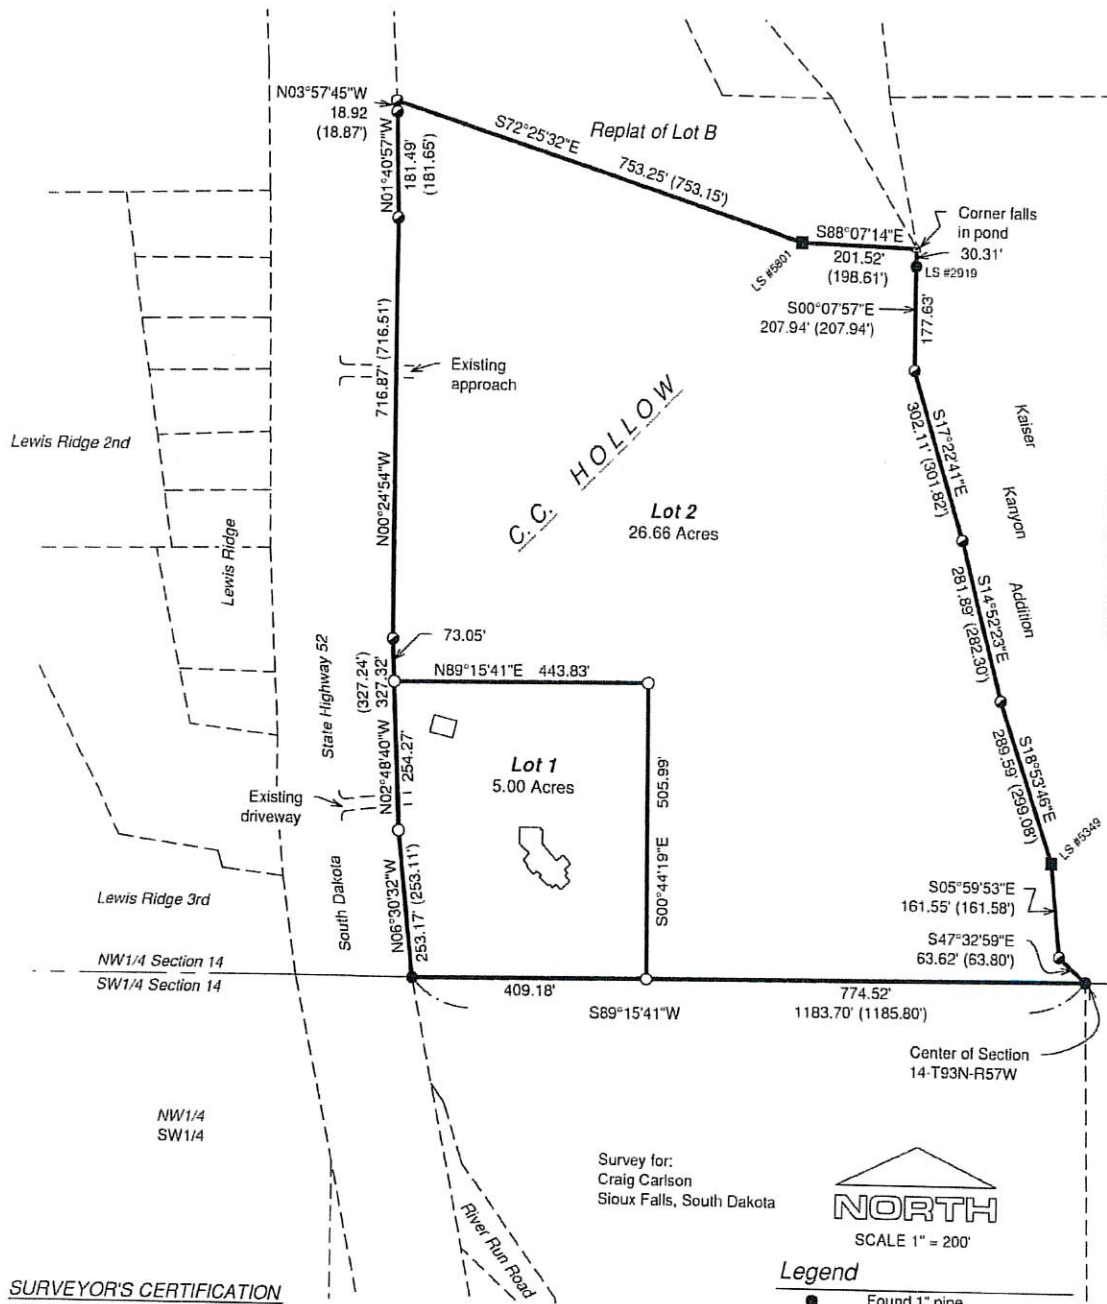 N03°57'45"W
18.92
(18.87')
N01°40'57"W
181.49'
(181.65')
S72°25'32"E
753.25' (753.15')
Replat of Lot B
S88°07'14"E
201.52'
(198.61')
LS #5801
Corner falls
in pond
30.31'
LS #2919
S00°07'57"E
207.94' (207.94')
177.63'
716.87' (716.51')
N00°24'54"W
Existing
approach
C. C. HOLLOW
Lot 2
26.66 Acres
S17°22'41"E
302.11' (301.82')
Kaiser
Kanyon
Addition
S14°52'23"E
281.89' (282.30')
Lewis Ridge 2nd
Lewis Ridge
State Highway 52
73.05'
N89°15'41"E 443.83'
(327.24')
327.32'
N02°48'40"W
254.27'
Lot 1
5.00 Acres
505.99'
S00°44'19"E
S18°53'46"E
289.59' (299.08')
LS #5349
Existing
driveway
South Dakota
N06°30'32"W
253.17' (253.11')
S05°59'53"E
161.55' (161.58')
S47°32'59"E
63.62' (63.80')
Lewis Ridge 3rd
NW1/4 Section 14
SW1/4 Section 14
409.18'
774.52'
S89°15'41"W
1183.70' (1185.80')
Center of Section
14-T93N-R57W
NW1/4
SW1/4
Survey for:
Craig Carlson
Sioux Falls, South Dakota
NORTH
SCALE 1" = 200'
River Run Road
SURVEYOR'S CERTIFICATION
Legend
Found 1" pipe